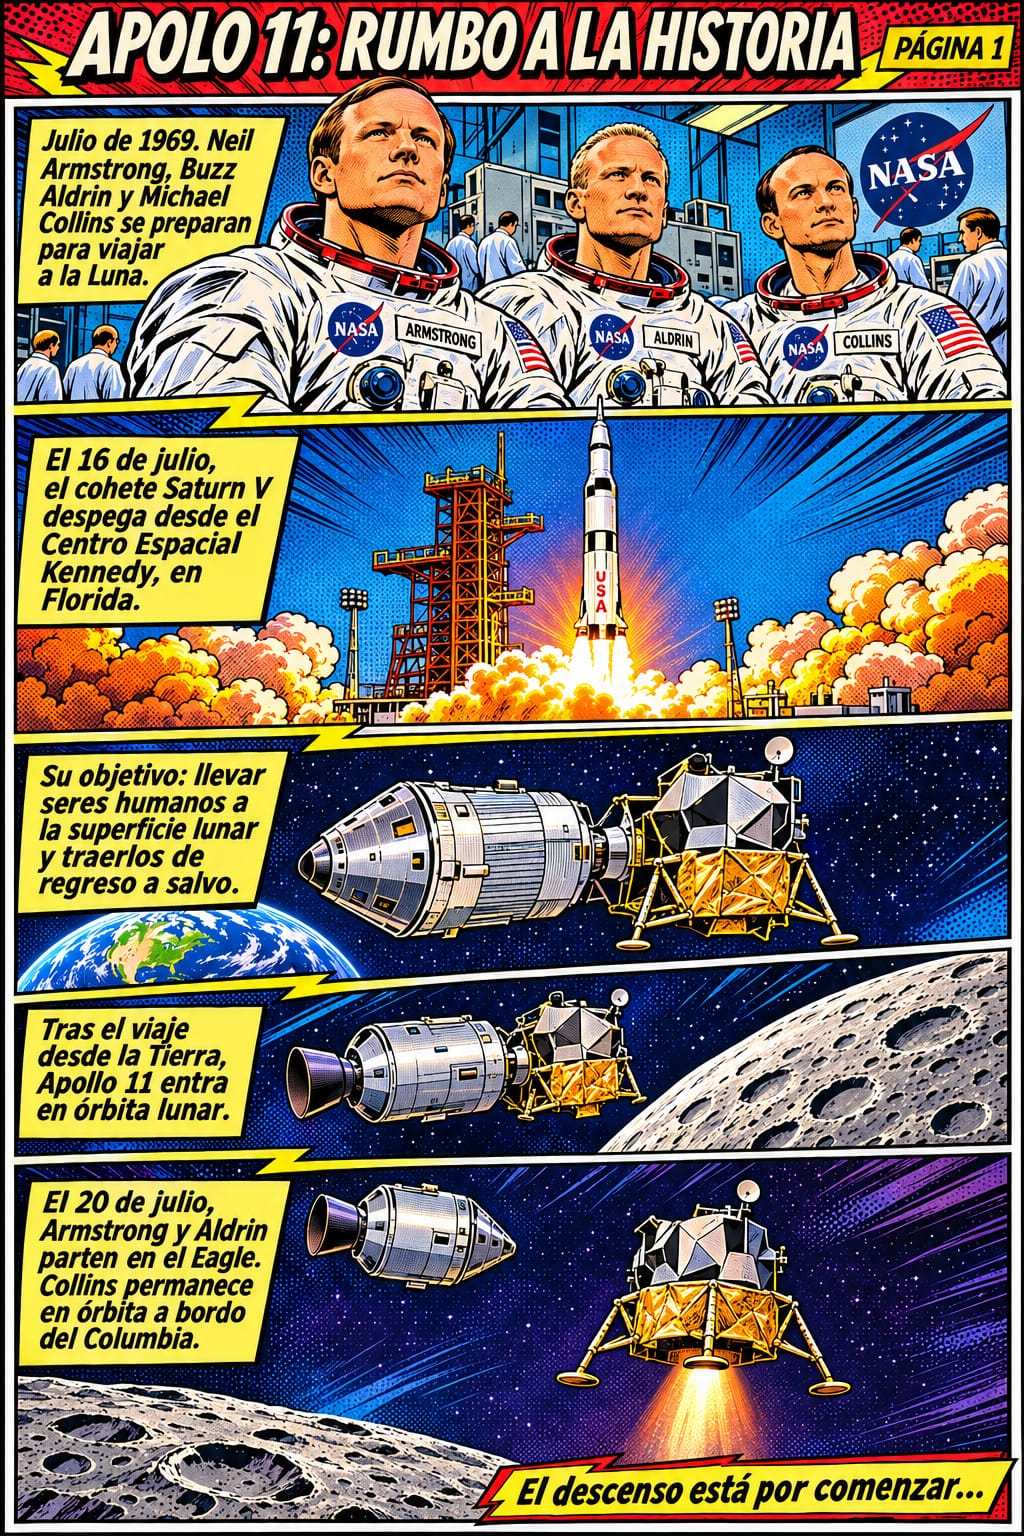 APOLO 11: RUMBO A LA HISTORIA
PÁGINA 1
Julio de 1969. Neil
Armstrong, Buzz
Aldrin y Michael
Collins se preparan
para viajar
a la Luna.
NASA
NASA
ARMSTRONG
NASA
ALDRIN
NASA
COLLINS
El 16 de julio,
el cohete Saturn V
despega desde el
Centro Espacial
Kennedy, en
Florida.
USA
Su objetivo: llevar
seres humanos a
la superficie lunar
y traerlos de
regreso a salvo.
Tras el viaje
desde la Tierra,
Apollo 11 entra
en órbita lunar.
El 20 de julio,
Armstrong y Aldrin
parten en el Eagle.
Collins permanece
en órbita a bordo
del Columbia.
El descenso está por comenzar...